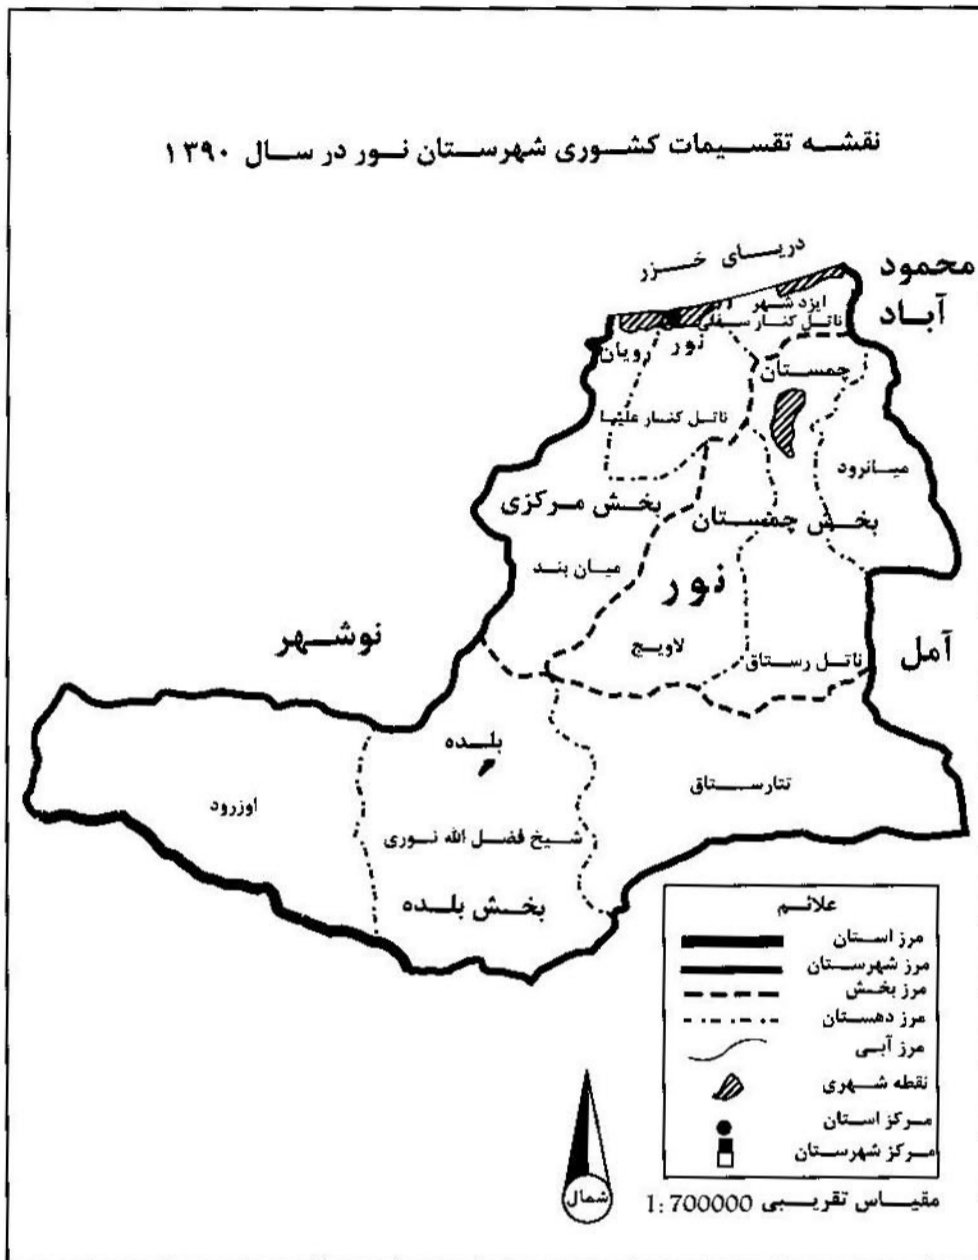 نقشه تقسیمات کشوری شهرستان نور در سال ۱۳۹۰
دریای خزر
محمود
آباد
ایزد شهر
ناتل کنار سفلی
نور
رویان
چمستان
ناتل کنار علیا
میانرود
بخش مرکزی
بخش چمستان
میان بند
نور
نوشهر
لاویج
ناتل رستاق
آمل
بلده
تتارستاق
اوزرود
شیخ فضل الله نوری
بخش بلده
علائم
مرز استان
مرز شهرستان
مرز بخش
مرز دهستان
مرز آبی
نقطه شهری
مرکز استان
مرکز شهرستان
شمال
مقیاس تقریبی 1:700000